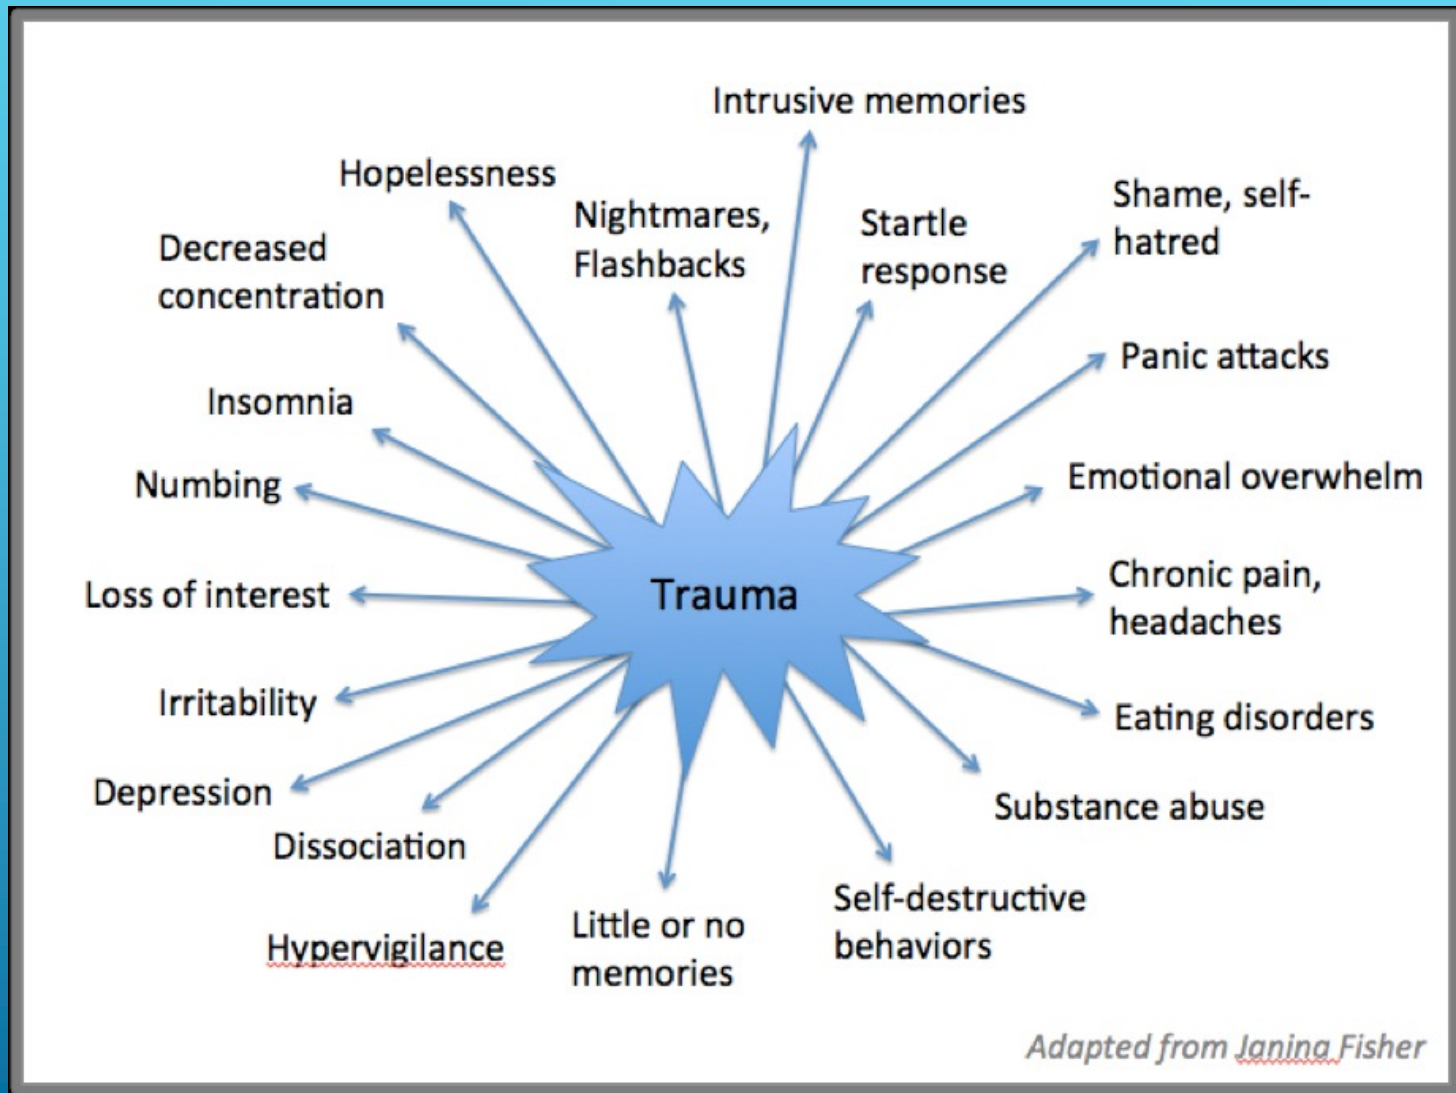 Intrusive memories
Hopelessness
Nightmares,
Flashbacks
Startle
response
Shame, self-
hatred
Decreased
concentration
Panic attacks
Insomnia
Emotional overwhelm
Numbing
Trauma
Chronic pain,
headaches
Loss of interest
Irritability
Eating disorders
Depression
Substance abuse
Dissociation
Self-destructive
behaviors
Hypervigilance
Little or no
memories
Adapted from Janina Fisher